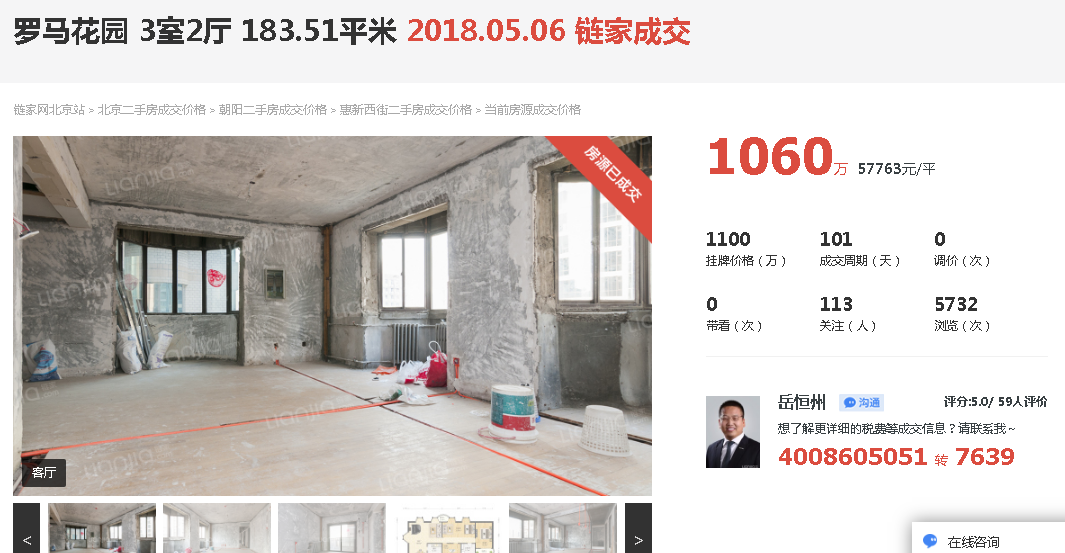 罗马花园 3室2厅 183.51平米 2018.05.06 链家成交
链家网北京站 > 北京二手房成交价格 > 朝阳二手房成交价格 > 惠新西街二手房成交价格 > 当前房源成交价格
房源已成交
lianjia
客厅
<
>
1060万 57763元/平
1100 101 0
挂牌价格（万） 成交周期（天） 调价（次）
0 113 5732
带看（次） 关注（人） 浏览（次）
岳恒州 沟通 评分:5.0/ 59人评价
想了解更详细的税费等成交信息？请联系我~
4008605051 转 7639
在线咨询